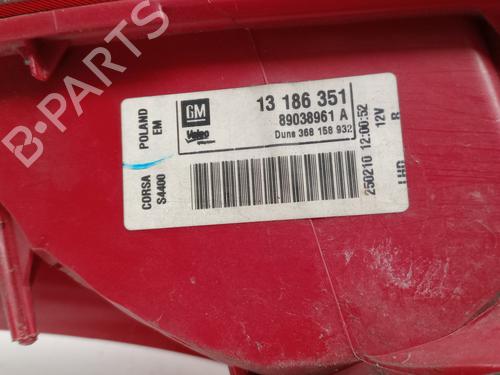 B-PARTS
GM
Valeo
13 186 351
89038961 A
Duns 368 158 932
POLAND
EM
CORSA
S4400
250210 12:00:52
12V
R
LHD